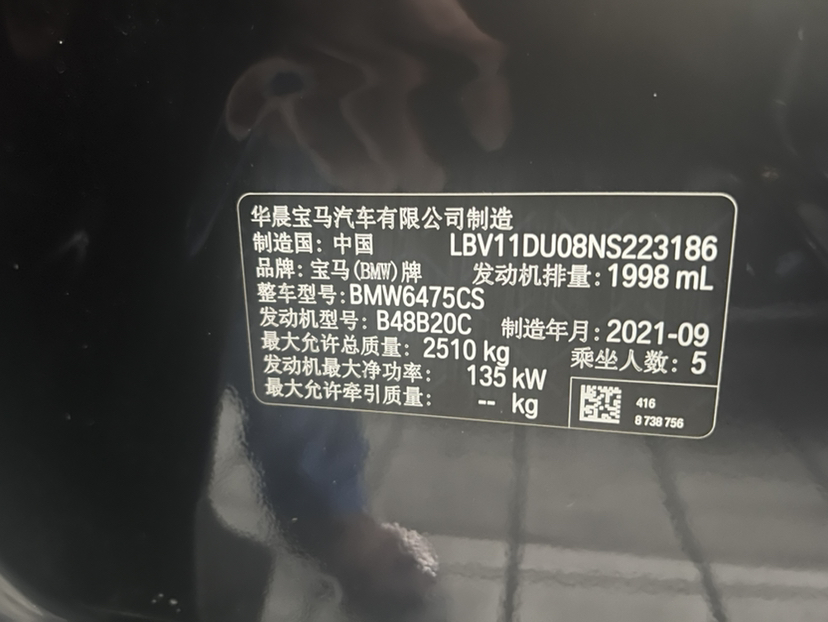 华晨宝马汽车有限公司制造
制造国: 中国 LBV11DU08NS223186
品牌: 宝马(BMW)牌 发动机排量: 1998 mL
整车型号: BMW6475CS
发动机型号: B48B20C 制造年月: 2021-09
最大允许总质量: 2510 kg 乘坐人数: 5
发动机最大净功率: 135 kW
最大允许牵引质量: -- kg
416
8 738 756